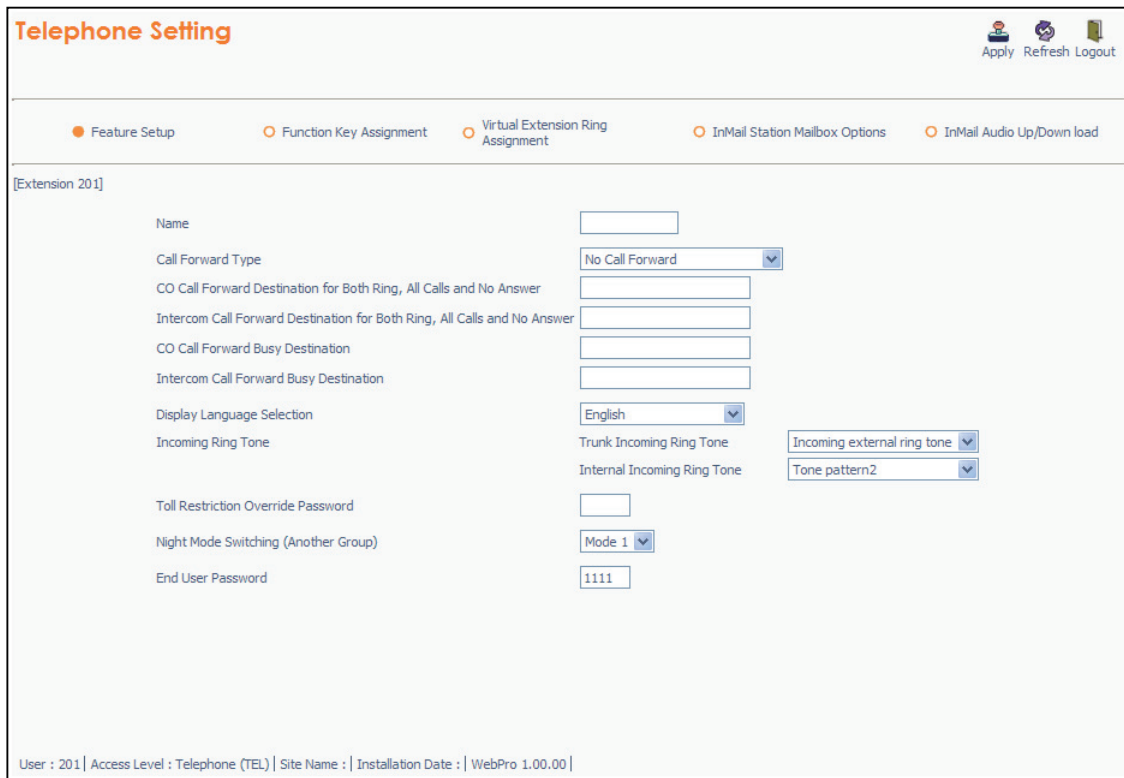 Telephone Setting
Apply Refresh Logout
Feature Setup
Function Key Assignment
Virtual Extension Ring
Assignment
InMail Station Mailbox Options
InMail Audio Up/Down load
[Extension 201]
Name
Call Forward Type No Call Forward
CO Call Forward Destination for Both Ring, All Calls and No Answer
Intercom Call Forward Destination for Both Ring, All Calls and No Answer
CO Call Forward Busy Destination
Intercom Call Forward Busy Destination
Display Language Selection English
Incoming Ring Tone Trunk Incoming Ring Tone Incoming external ring tone
Internal Incoming Ring Tone Tone pattern2
Toll Restriction Override Password
Night Mode Switching (Another Group) Mode 1
End User Password 1111
User : 201| Access Level : Telephone (TEL)| Site Name : | Installation Date : | WebPro 1.00.00|